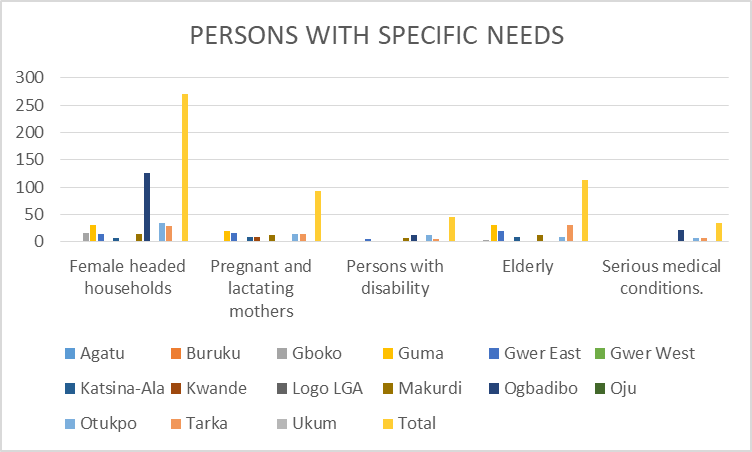 PERSONS WITH SPECIFIC NEEDS
300
250
200
150
100
50
0
Female headed households
Pregnant and lactating mothers
Persons with disability
Elderly
Serious medical conditions.
Agatu Buruku Gboko Guma Gwer East Gwer West
Katsina-Ala Kwande Logo LGA Makurdi Ogbadibo Oju
Otukpo Tarka Ukum Total